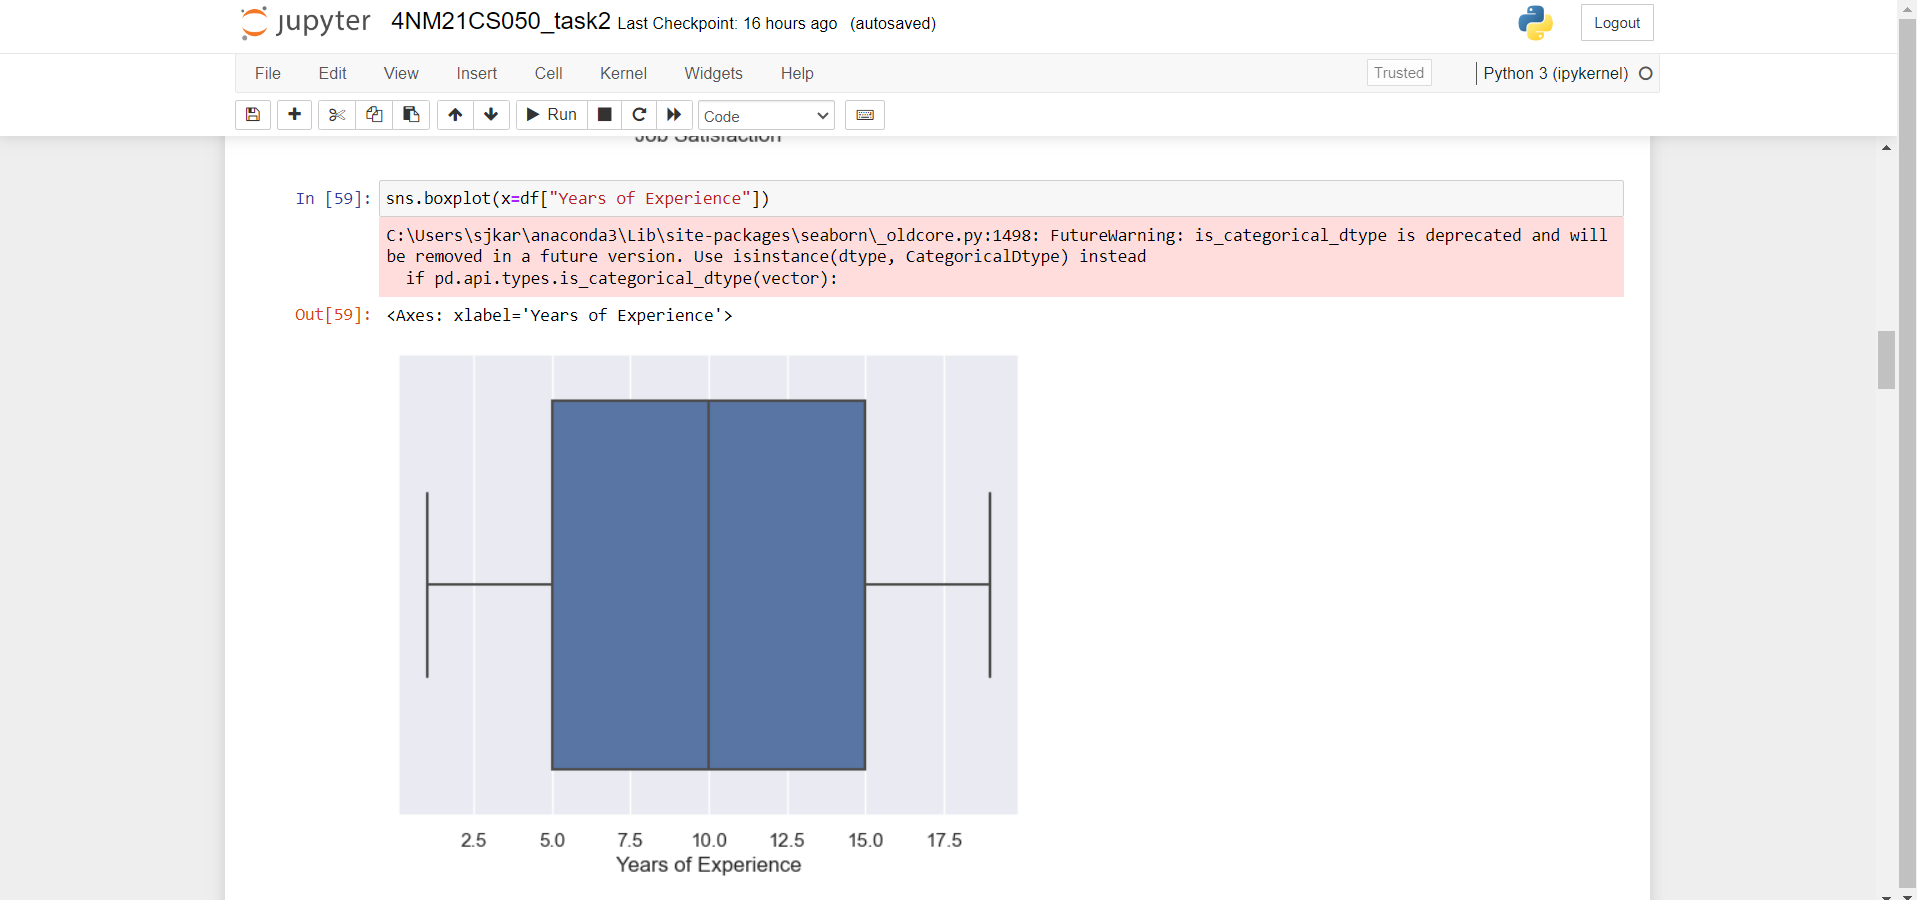 jupyter 4NM21CS050_task2 Last Checkpoint: 16 hours ago (autosaved)
Logout
File Edit View Insert Cell Kernel Widgets Help
Trusted Python 3 (ipykernel)
Run Code
Job Satisfaction
In [59]: sns.boxplot(x=df["Years of Experience"])
C:\Users\sjkar\anaconda3\Lib\site-packages\seaborn\_oldcore.py:1498: FutureWarning: is_categorical_dtype is deprecated and will
be removed in a future version. Use isinstance(dtype, CategoricalDtype) instead
  if pd.api.types.is_categorical_dtype(vector):
Out[59]: <Axes: xlabel='Years of Experience'>
2.5 5.0 7.5 10.0 12.5 15.0 17.5
Years of Experience